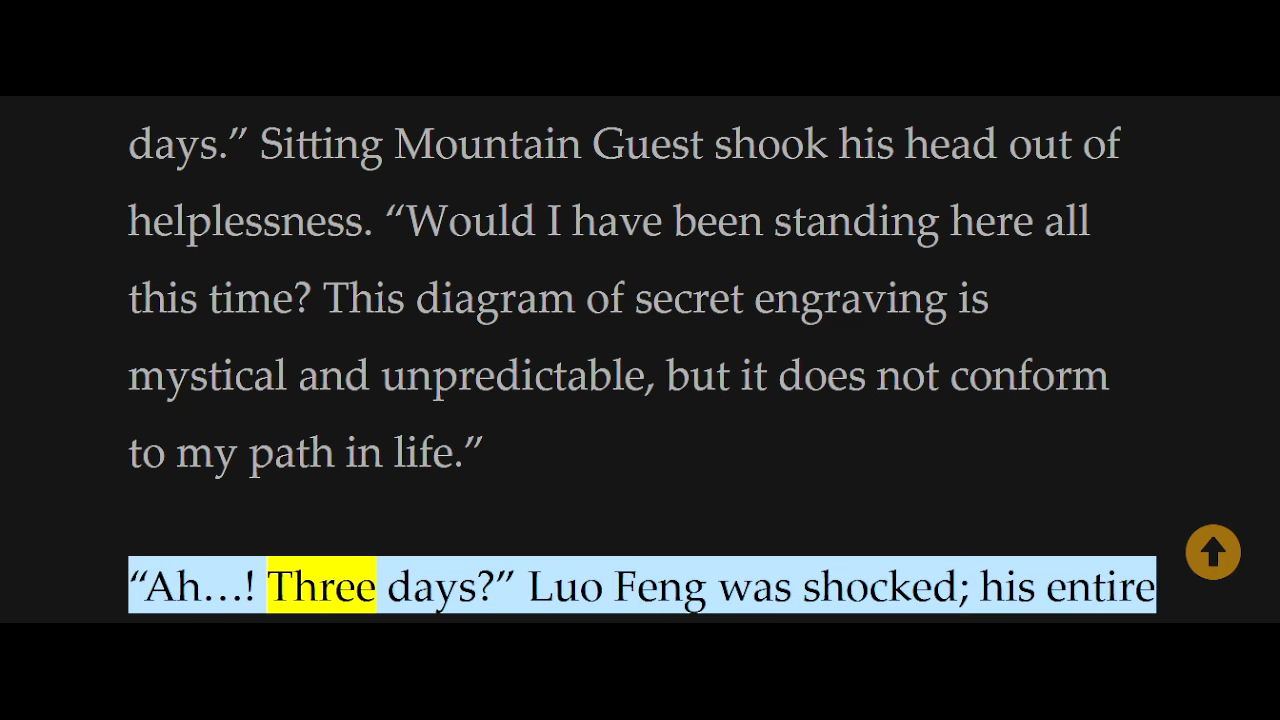 days.” Sitting Mountain Guest shook his head out of
helplessness. “Would I have been standing here all
this time? This diagram of secret engraving is
mystical and unpredictable, but it does not conform
to my path in life.”
“Ah…! Three days?” Luo Feng was shocked; his entire